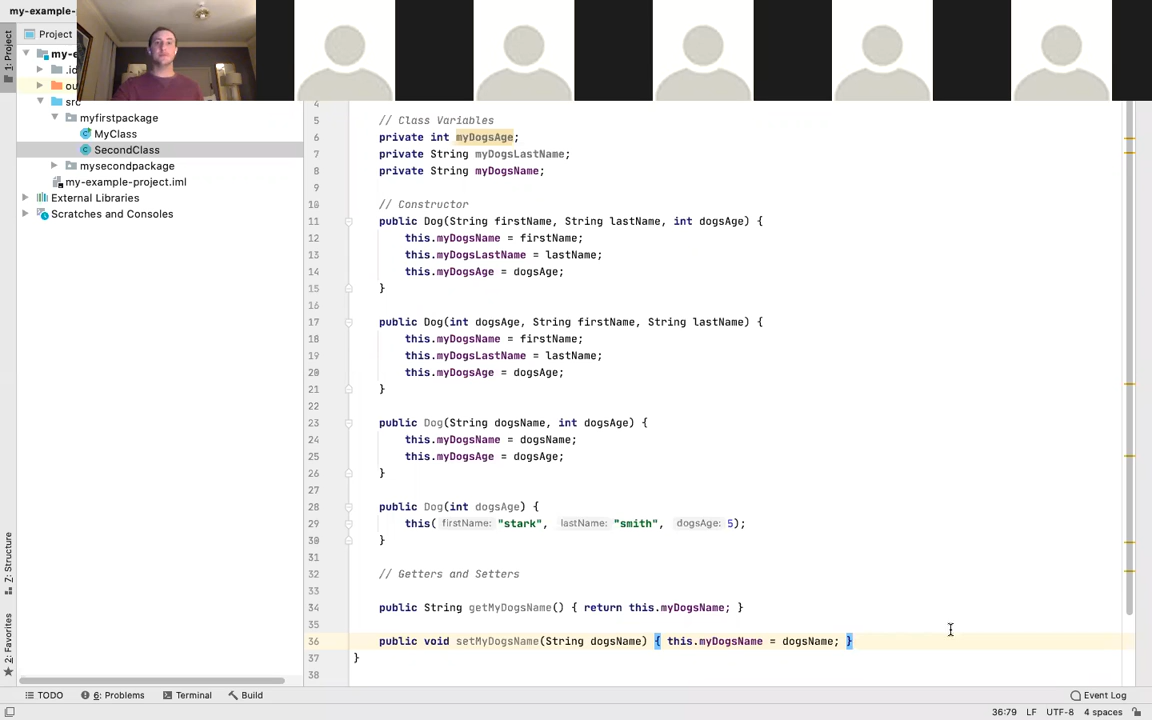 my-example-
1: Project
Project
my-e
.id
ou
src
myfirstpackage
MyClass
SecondClass
mysecondpackage
my-example-project.iml
External Libraries
Scratches and Consoles
Z: Structure
2: Favorites
4
5 // Class Variables
6 private int myDogsAge;
7 private String myDogsLastName;
8 private String myDogsName;
9
10 // Constructor
11 public Dog(String firstName, String lastName, int dogsAge) {
12 this.myDogsName = firstName;
13 this.myDogsLastName = lastName;
14 this.myDogsAge = dogsAge;
15 }
16
17 public Dog(int dogsAge, String firstName, String lastName) {
18 this.myDogsName = firstName;
19 this.myDogsLastName = lastName;
20 this.myDogsAge = dogsAge;
21 }
22
23 public Dog(String dogsName, int dogsAge) {
24 this.myDogsName = dogsName;
25 this.myDogsAge = dogsAge;
26 }
27
28 public Dog(int dogsAge) {
29 this( firstName: "stark", lastName: "smith", dogsAge: 5);
30 }
31
32 // Getters and Setters
33
34 public String getMyDogsName() { return this.myDogsName; }
35
36 public void setMyDogsName(String dogsName) { this.myDogsName = dogsName; }
37 }
38
TODO 6: Problems Terminal Build Event Log
36:79 LF UTF-8 4 spaces